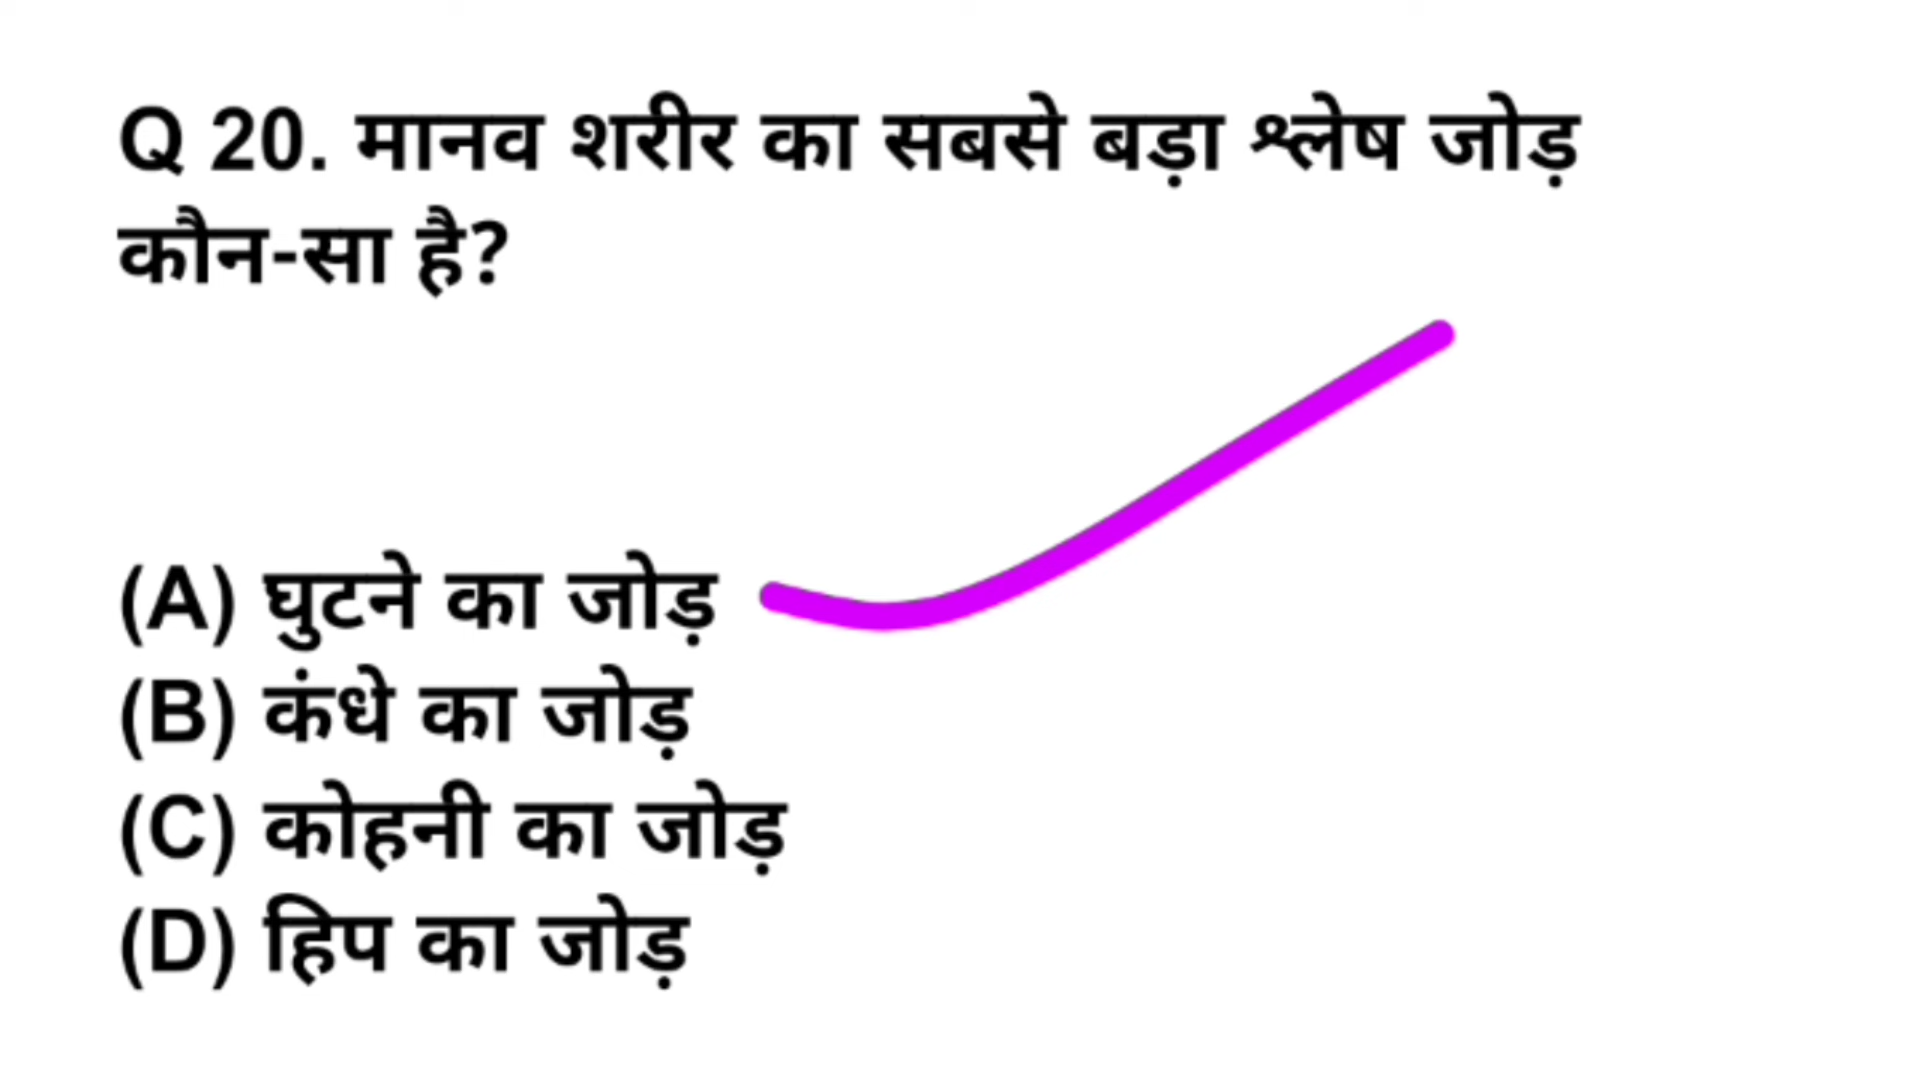 Q 20. मानव शरीर का सबसे बड़ा श्लेष जोड़
कौन-सा है?
(A) घुटने का जोड़
(B) कंधे का जोड़
(C) कोहनी का जोड़
(D) हिप का जोड़